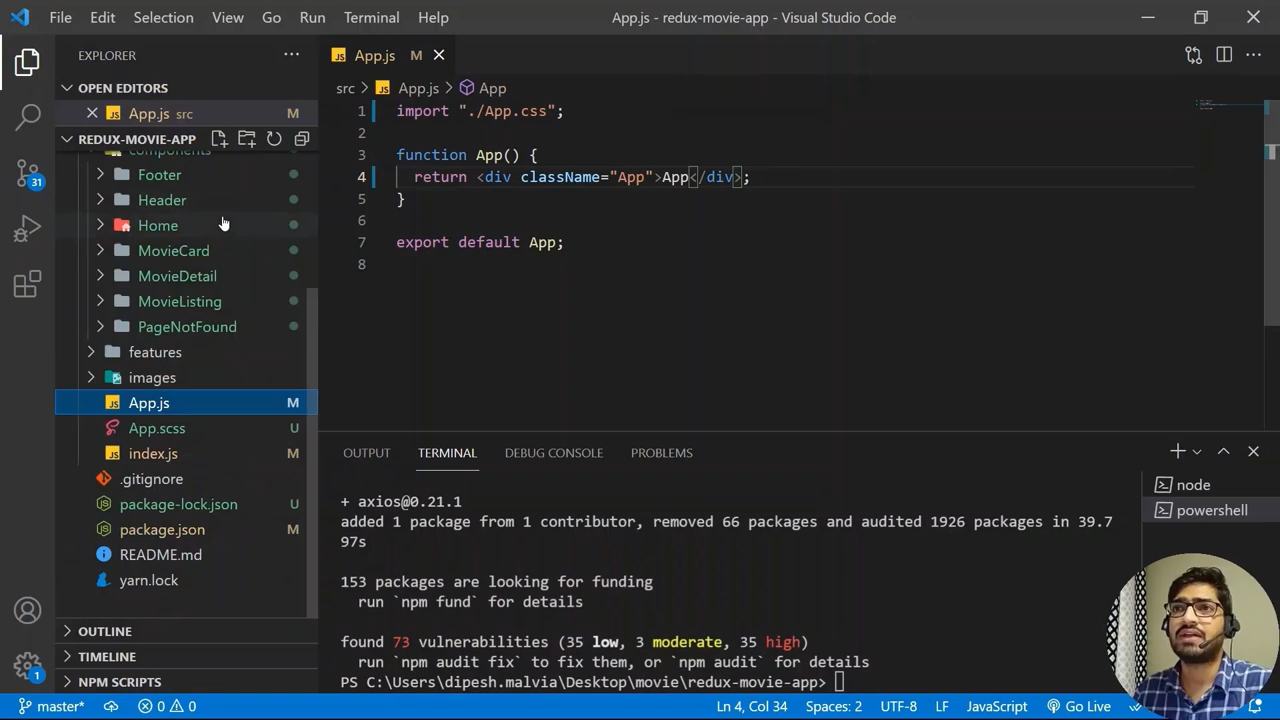 File Edit Selection View Go Run Terminal Help
App.js - redux-movie-app - Visual Studio Code
EXPLORER
OPEN EDITORS
JS App.js src M
REDUX-MOVIE-APP
components
Footer
Header
Home
MovieCard
MovieDetail
MovieListing
PageNotFound
features
images
JS App.js M
App.scss U
JS index.js M
.gitignore
package-lock.json U
package.json M
README.md
yarn.lock
OUTLINE
TIMELINE
NPM SCRIPTS
31
1
JS App.js M
src > JS App.js > App
1 import "./App.css";
2
3 function App() {
4 return <div className="App">App</div>;
5 }
6
7 export default App;
8
OUTPUT TERMINAL DEBUG CONSOLE PROBLEMS
+ axios@0.21.1
added 1 package from 1 contributor, removed 66 packages and audited 1926 packages in 39.7
97s
153 packages are looking for funding
run `npm fund` for details
found 73 vulnerabilities (35 low, 3 moderate, 35 high)
run `npm audit fix` to fix them, or `npm audit` for details
PS C:\Users\dipesh.malvia\Desktop\movie\redux-movie-app>
node
powershell
master* 0 0 Ln 4, Col 34 Spaces: 2 UTF-8 LF JavaScript Go Live